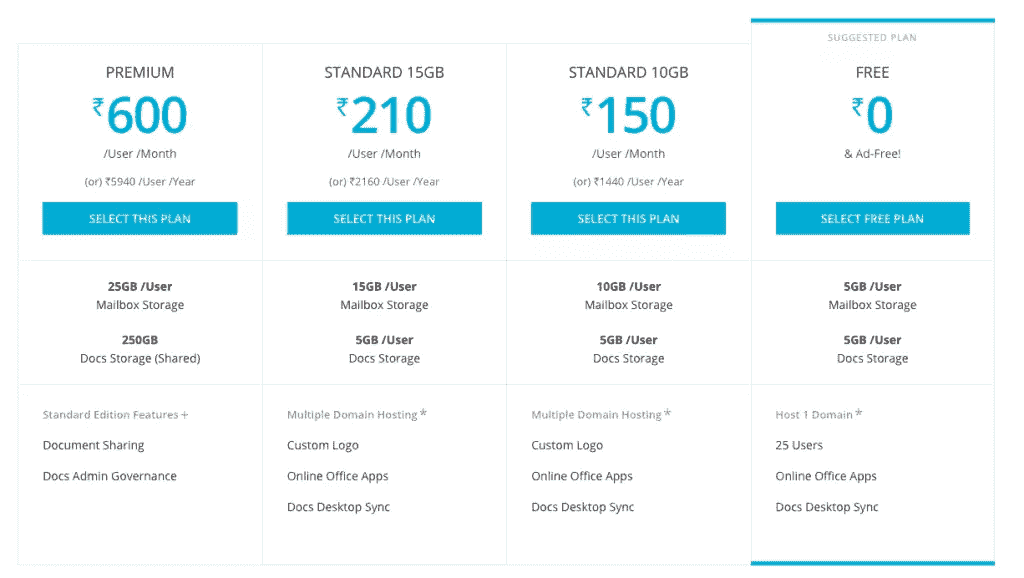 PREMIUM
₹600
/User /Month
(or) ₹5940 /User /Year
SELECT THIS PLAN
25GB /User
Mailbox Storage
250GB
Docs Storage (Shared)
Standard Edition Features +
Document Sharing
Docs Admin Governance
STANDARD 15GB
₹210
/User /Month
(or) ₹2160 /User /Year
SELECT THIS PLAN
15GB /User
Mailbox Storage
5GB /User
Docs Storage
Multiple Domain Hosting *
Custom Logo
Online Office Apps
Docs Desktop Sync
STANDARD 10GB
₹150
/User /Month
(or) ₹1440 /User /Year
SELECT THIS PLAN
10GB /User
Mailbox Storage
5GB /User
Docs Storage
Multiple Domain Hosting *
Custom Logo
Online Office Apps
Docs Desktop Sync
SUGGESTED PLAN
FREE
₹0
& Ad-Free!
SELECT FREE PLAN
5GB /User
Mailbox Storage
5GB /User
Docs Storage
Host 1 Domain *
25 Users
Online Office Apps
Docs Desktop Sync